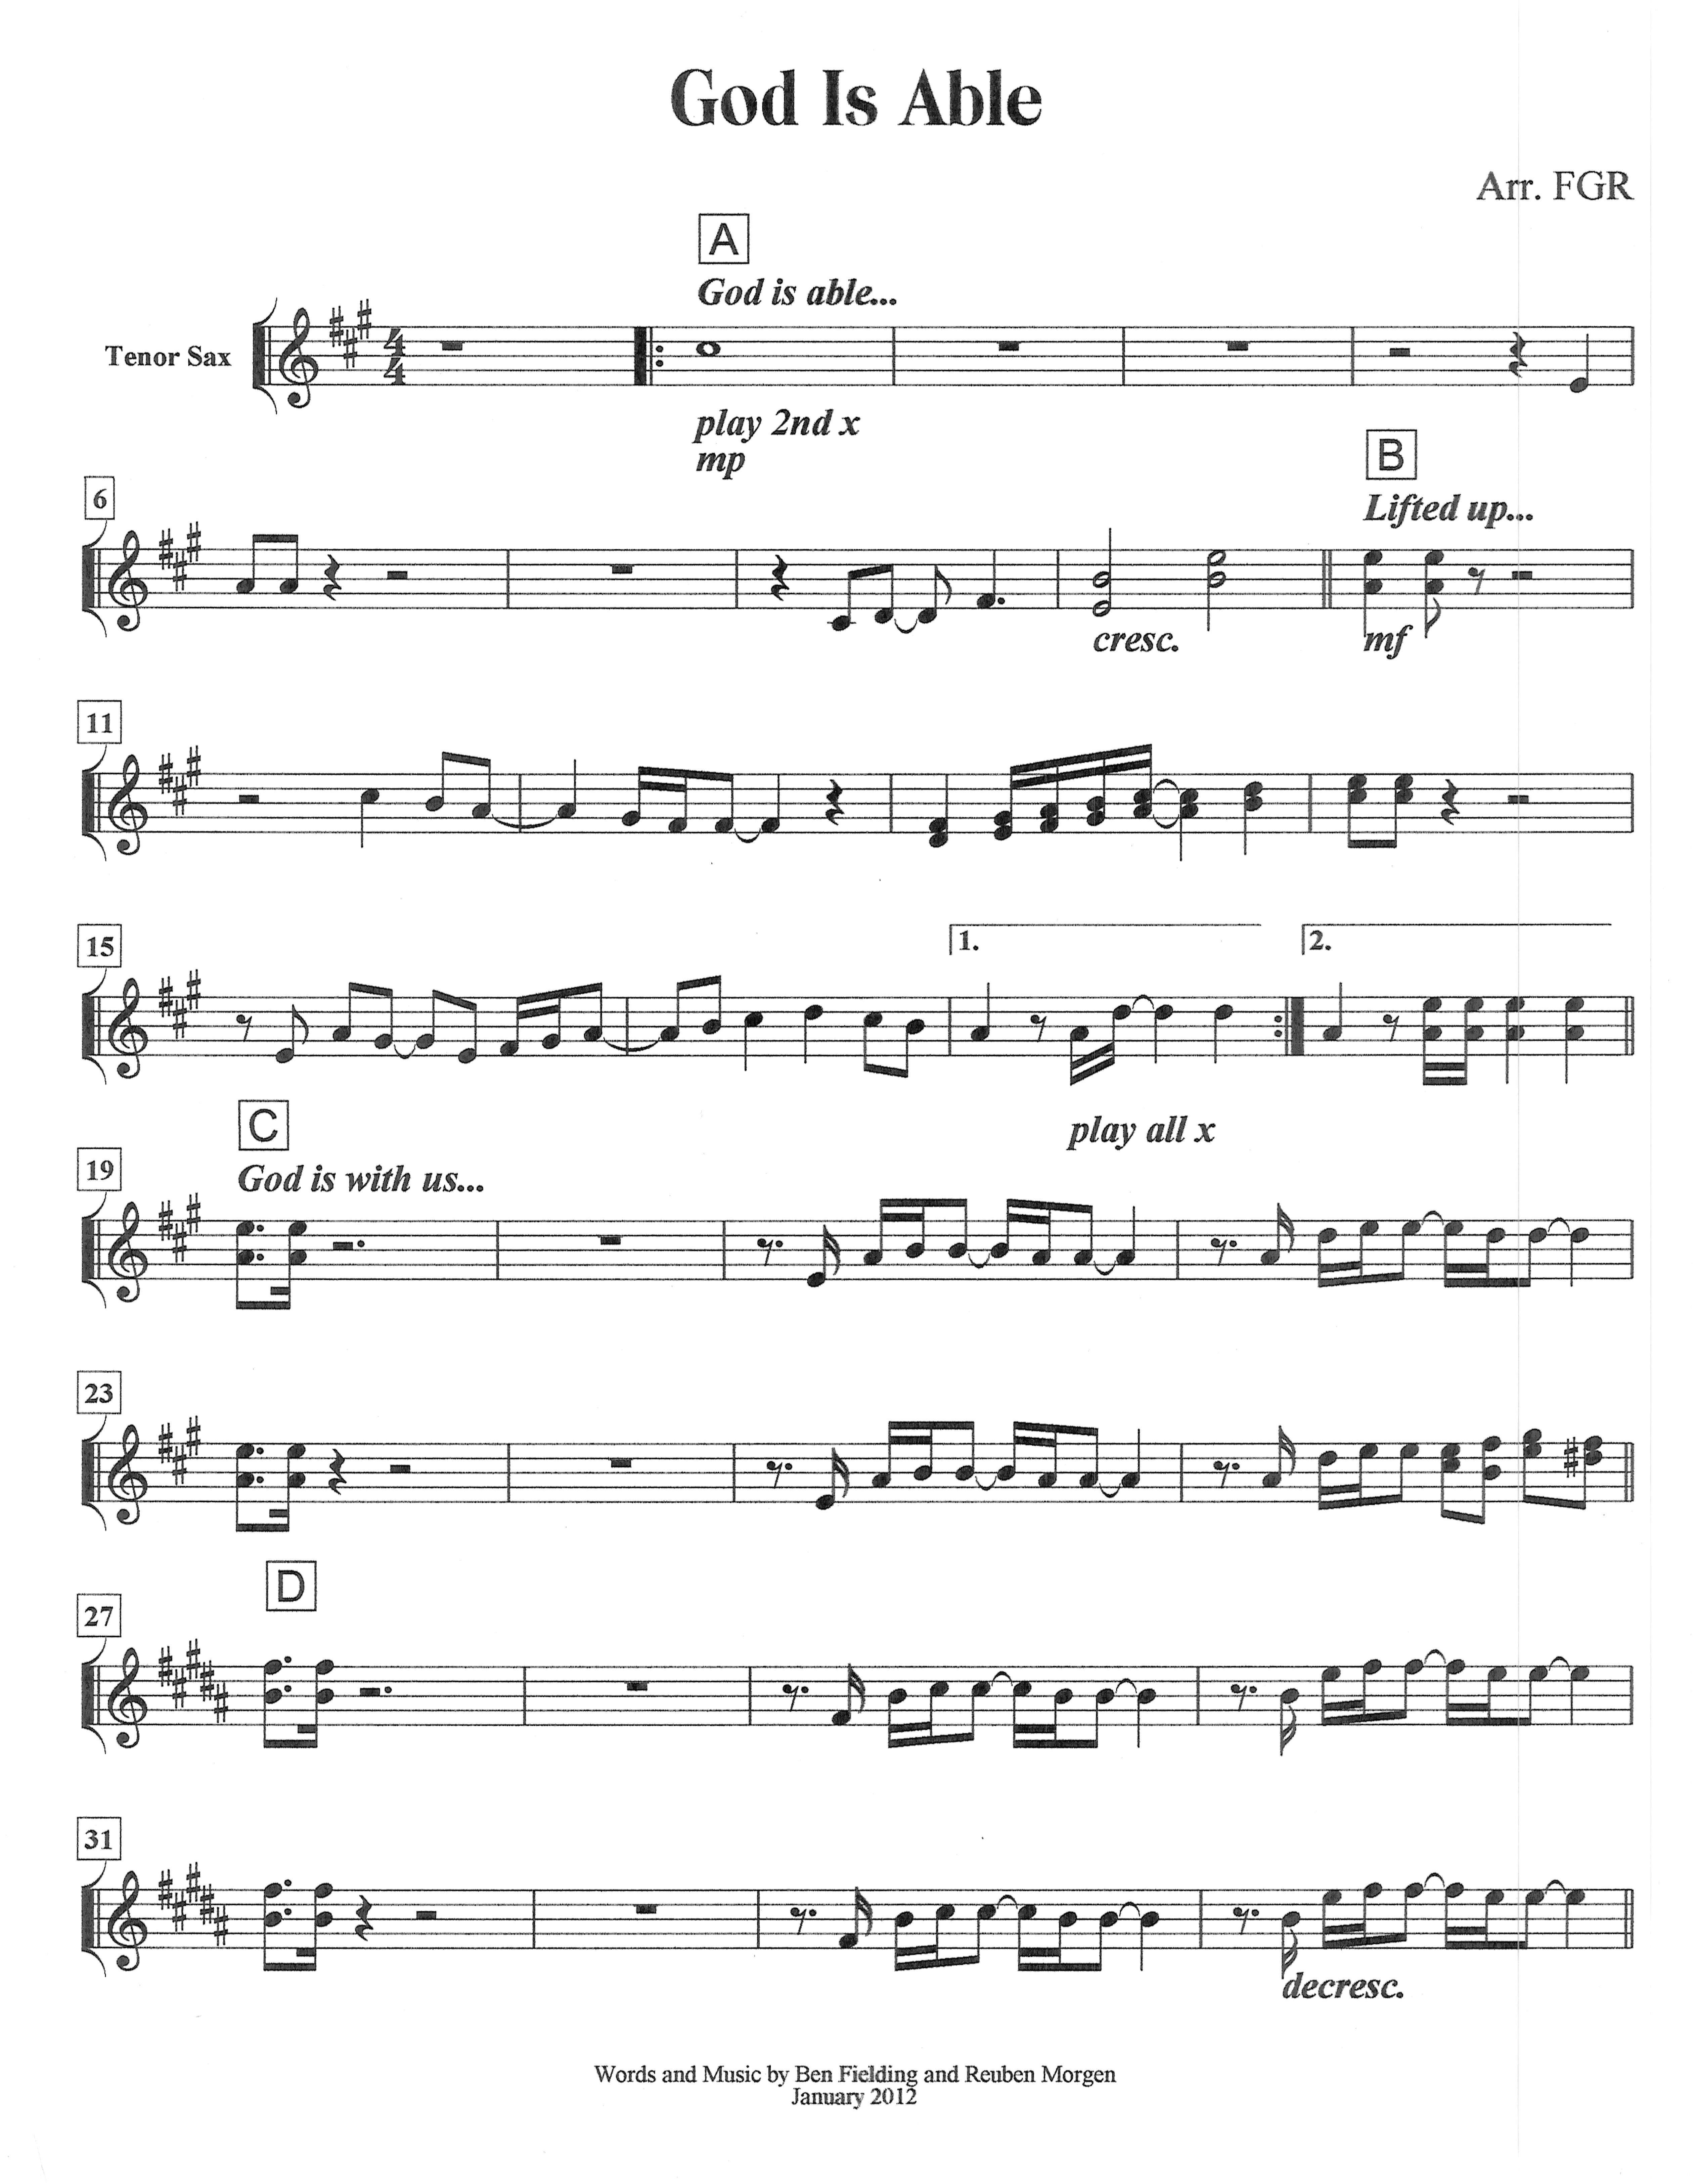 God Is Able
Arr. FGR
A
God is able...
Tenor Sax
4
4
play 2nd x
mp
B
6
Lifted up...
cresc.
mf
11
15
1.
2.
play all x
C
19
God is with us...
23
D
27
31
decresc.
Words and Music by Ben Fielding and Reuben Morgen
January 2012